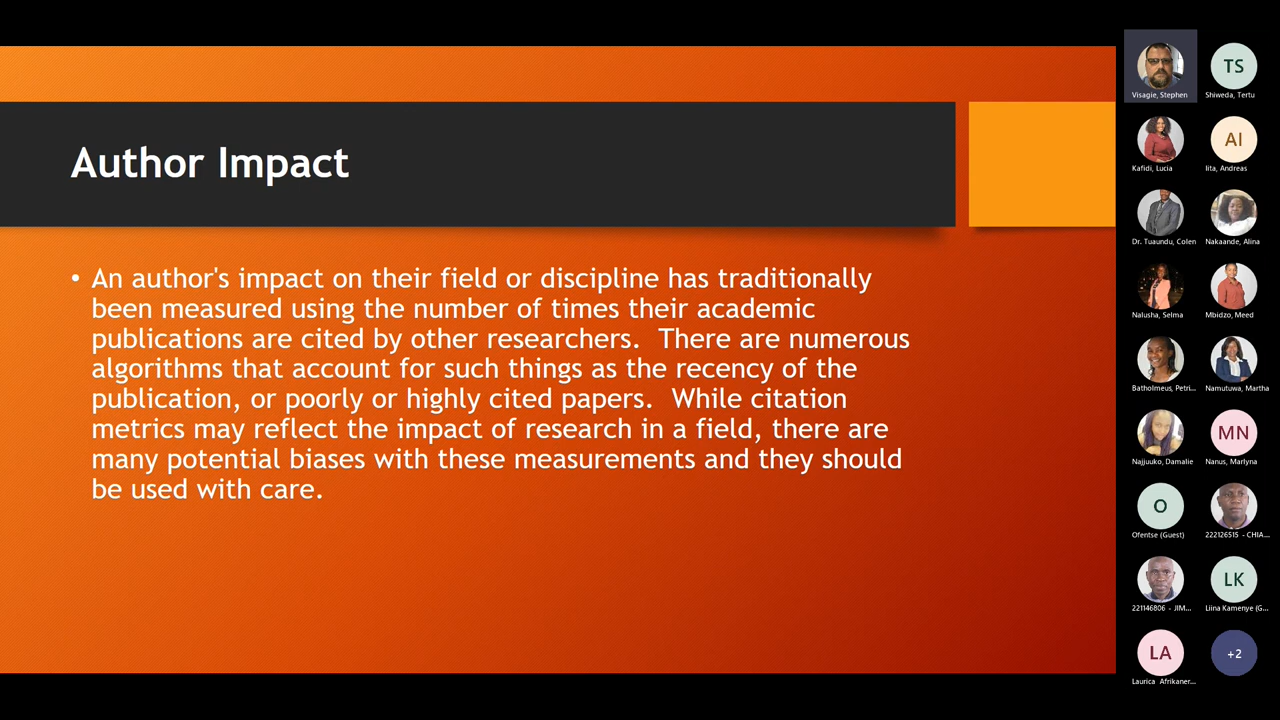 Author Impact
• An author's impact on their field or discipline has traditionally
been measured using the number of times their academic
publications are cited by other researchers.  There are numerous
algorithms that account for such things as the recency of the
publication, or poorly or highly cited papers.  While citation
metrics may reflect the impact of research in a field, there are
many potential biases with these measurements and they should
be used with care.
Visagie, Stephen
TS
Shiweda, Tertu
Kafidi, Lucia
AI
Iita, Andreas
Dr. Tuaundu, Colen
Nakaande, Alina
Nalusha, Selma
Mbidzo, Meed
Batholmeus, Petri...
Namutuwa, Martha
Najjuuko, Damalie
MN
Nanus, Marlyna
O
Ofentse (Guest)
222126515 - CHIA...
221146806 - JIM...
LK
Liina Kamenye (G...
LA
Laurica Afrikaner...
+2